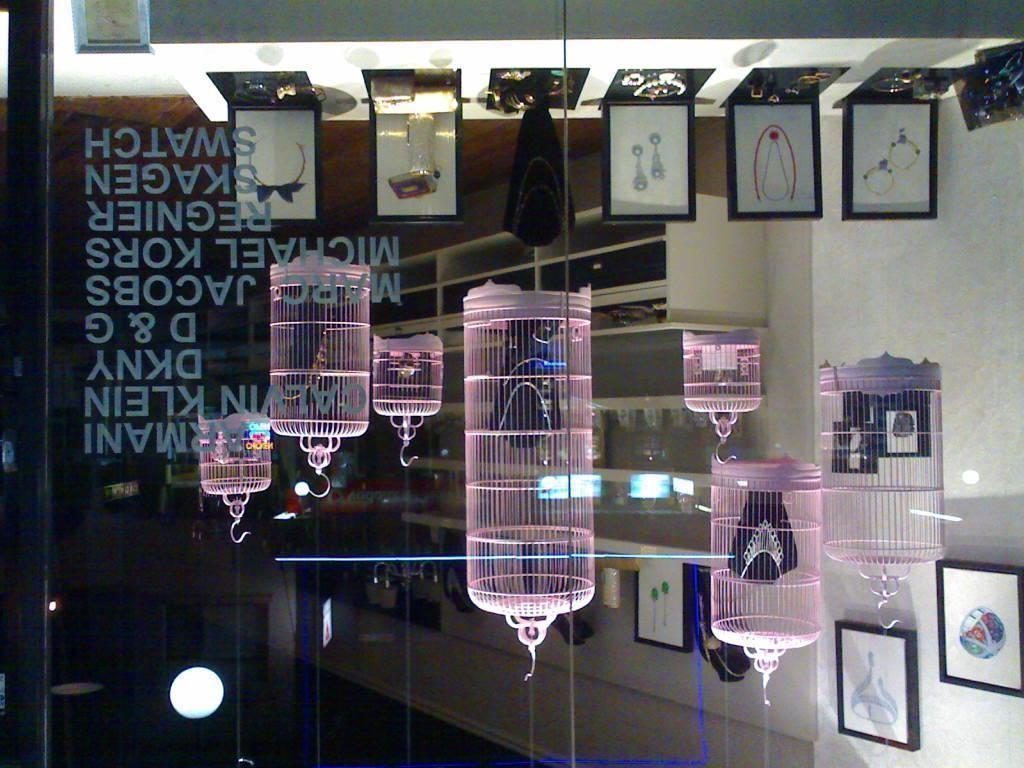 ARMANI
CALVIN KLEIN
DKNY
D & G
MARC JACOBS
MICHAEL KORS
REGNIER
SKAGEN
SWATCH